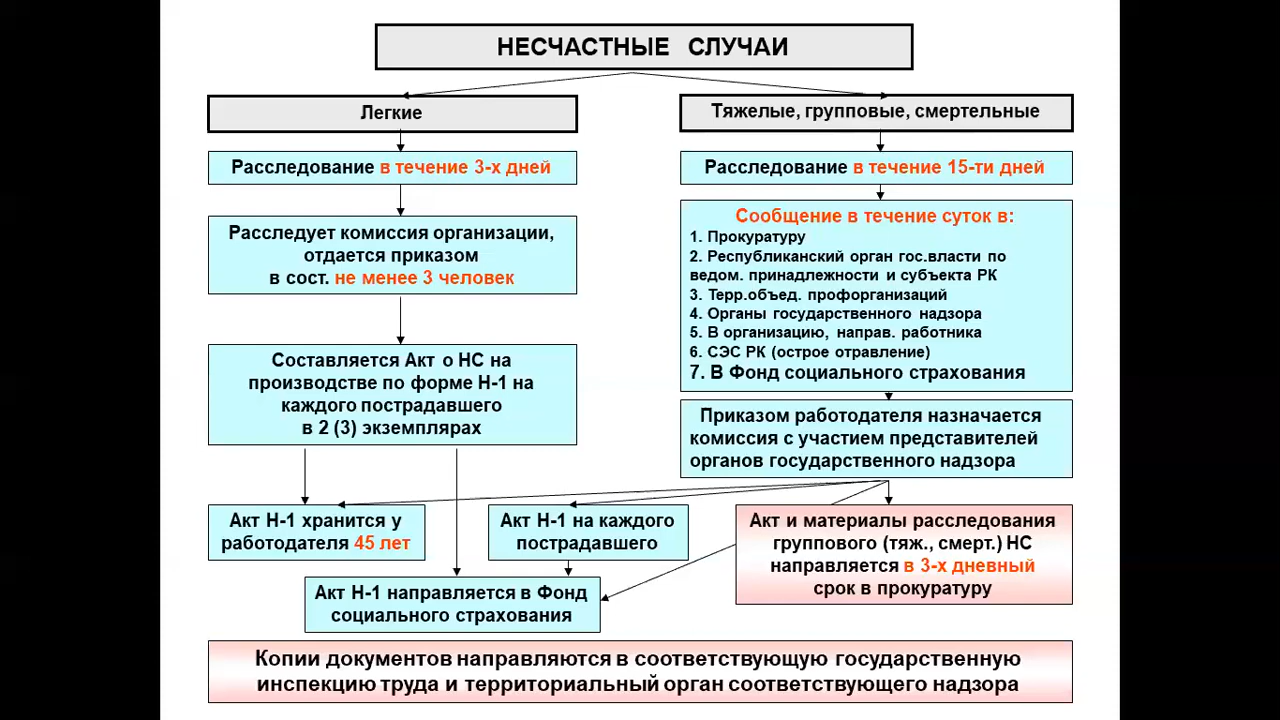 НЕСЧАСТНЫЕ СЛУЧАИ
Легкие
Расследование в течение 3-х дней
Расследует комиссия организации,
отдается приказом
в сост. не менее 3 человек
Составляется Акт о НС на
производстве по форме Н-1 на
каждого пострадавшего
в 2 (3) экземплярах
Тяжелые, групповые, смертельные
Расследование в течение 15-ти дней
Сообщение в течение суток в:
1. Прокуратуру
2. Республиканский орган гос.власти по
ведом. принадлежности и субъекта РК
3. Терр.объед. профорганизаций
4. Органы государственного надзора
5. В организацию, направ. работника
6. СЭС РК (острое отравление)
7. В Фонд социального страхования
Приказом работодателя назначается
комиссия с участием представителей
органов государственного надзора
Акт Н-1 хранится у
работодателя 45 лет
Акт Н-1 на каждого
пострадавшего
Акт и материалы расследования
группового (тяж., смерт.) НС
направляется в 3-х дневный
срок в прокуратуру
Акт Н-1 направляется в Фонд
социального страхования
Копии документов направляются в соответствующую государственную
инспекцию труда и территориальный орган соответствующего надзора